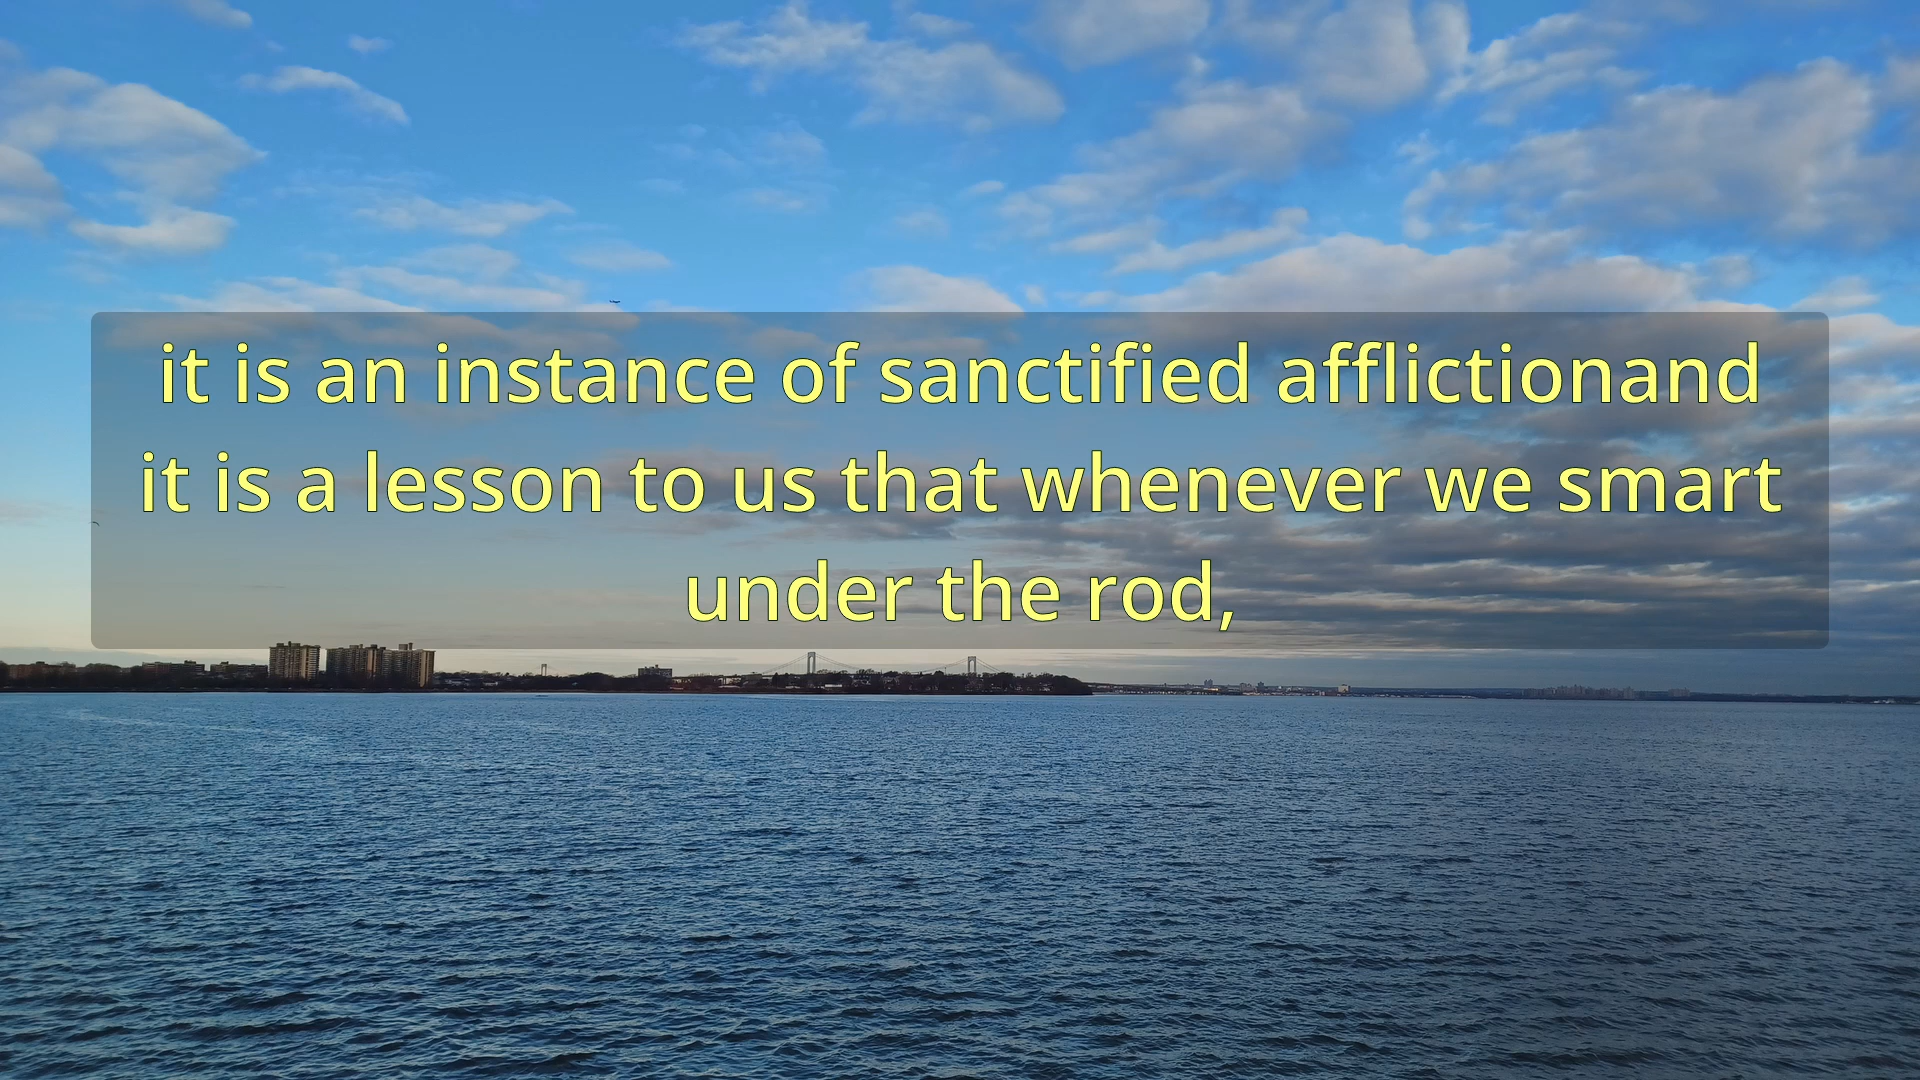 it is an instance of sanctified afflictionand
it is a lesson to us that whenever we smart
under the rod,